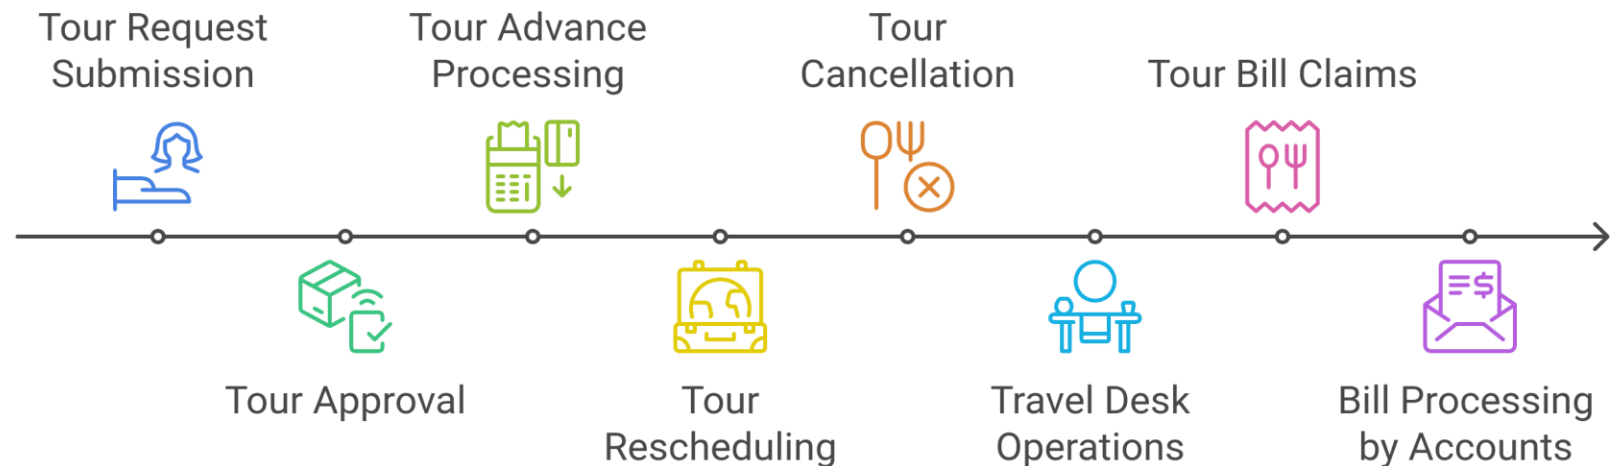 Tour Request
Submission
Tour Advance
Processing
Tour
Cancellation
Tour Bill Claims
Tour Approval
Tour
Rescheduling
Travel Desk
Operations
Bill Processing
by Accounts